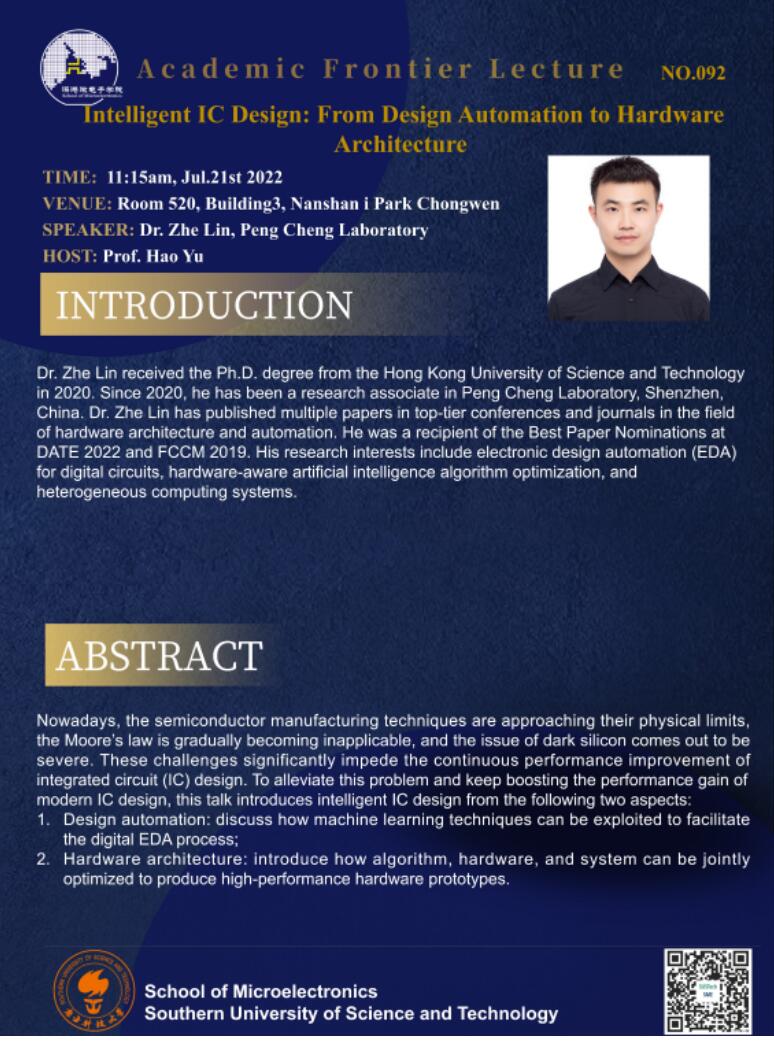 Academic Frontier Lecture NO.092
Intelligent IC Design: From Design Automation to Hardware
Architecture
TIME: 11:15am, Jul.21st 2022
VENUE: Room 520, Building3, Nanshan i Park Chongwen
SPEAKER: Dr. Zhe Lin, Peng Cheng Laboratory
HOST: Prof. Hao Yu
INTRODUCTION
Dr. Zhe Lin received the Ph.D. degree from the Hong Kong University of Science and Technology
in 2020. Since 2020, he has been a research associate in Peng Cheng Laboratory, Shenzhen,
China. Dr. Zhe Lin has published multiple papers in top-tier conferences and journals in the field
of hardware architecture and automation. He was a recipient of the Best Paper Nominations at
DATE 2022 and FCCM 2019. His research interests include electronic design automation (EDA)
for digital circuits, hardware-aware artificial intelligence algorithm optimization, and
heterogeneous computing systems.
ABSTRACT
Nowadays, the semiconductor manufacturing techniques are approaching their physical limits,
the Moore’s law is gradually becoming inapplicable, and the issue of dark silicon comes out to be
severe. These challenges significantly impede the continuous performance improvement of
integrated circuit (IC) design. To alleviate this problem and keep boosting the performance gain of
modern IC design, this talk introduces intelligent IC design from the following two aspects:
1. Design automation: discuss how machine learning techniques can be exploited to facilitate
the digital EDA process;
2. Hardware architecture: introduce how algorithm, hardware, and system can be jointly
optimized to produce high-performance hardware prototypes.
School of Microelectronics
Southern University of Science and Technology